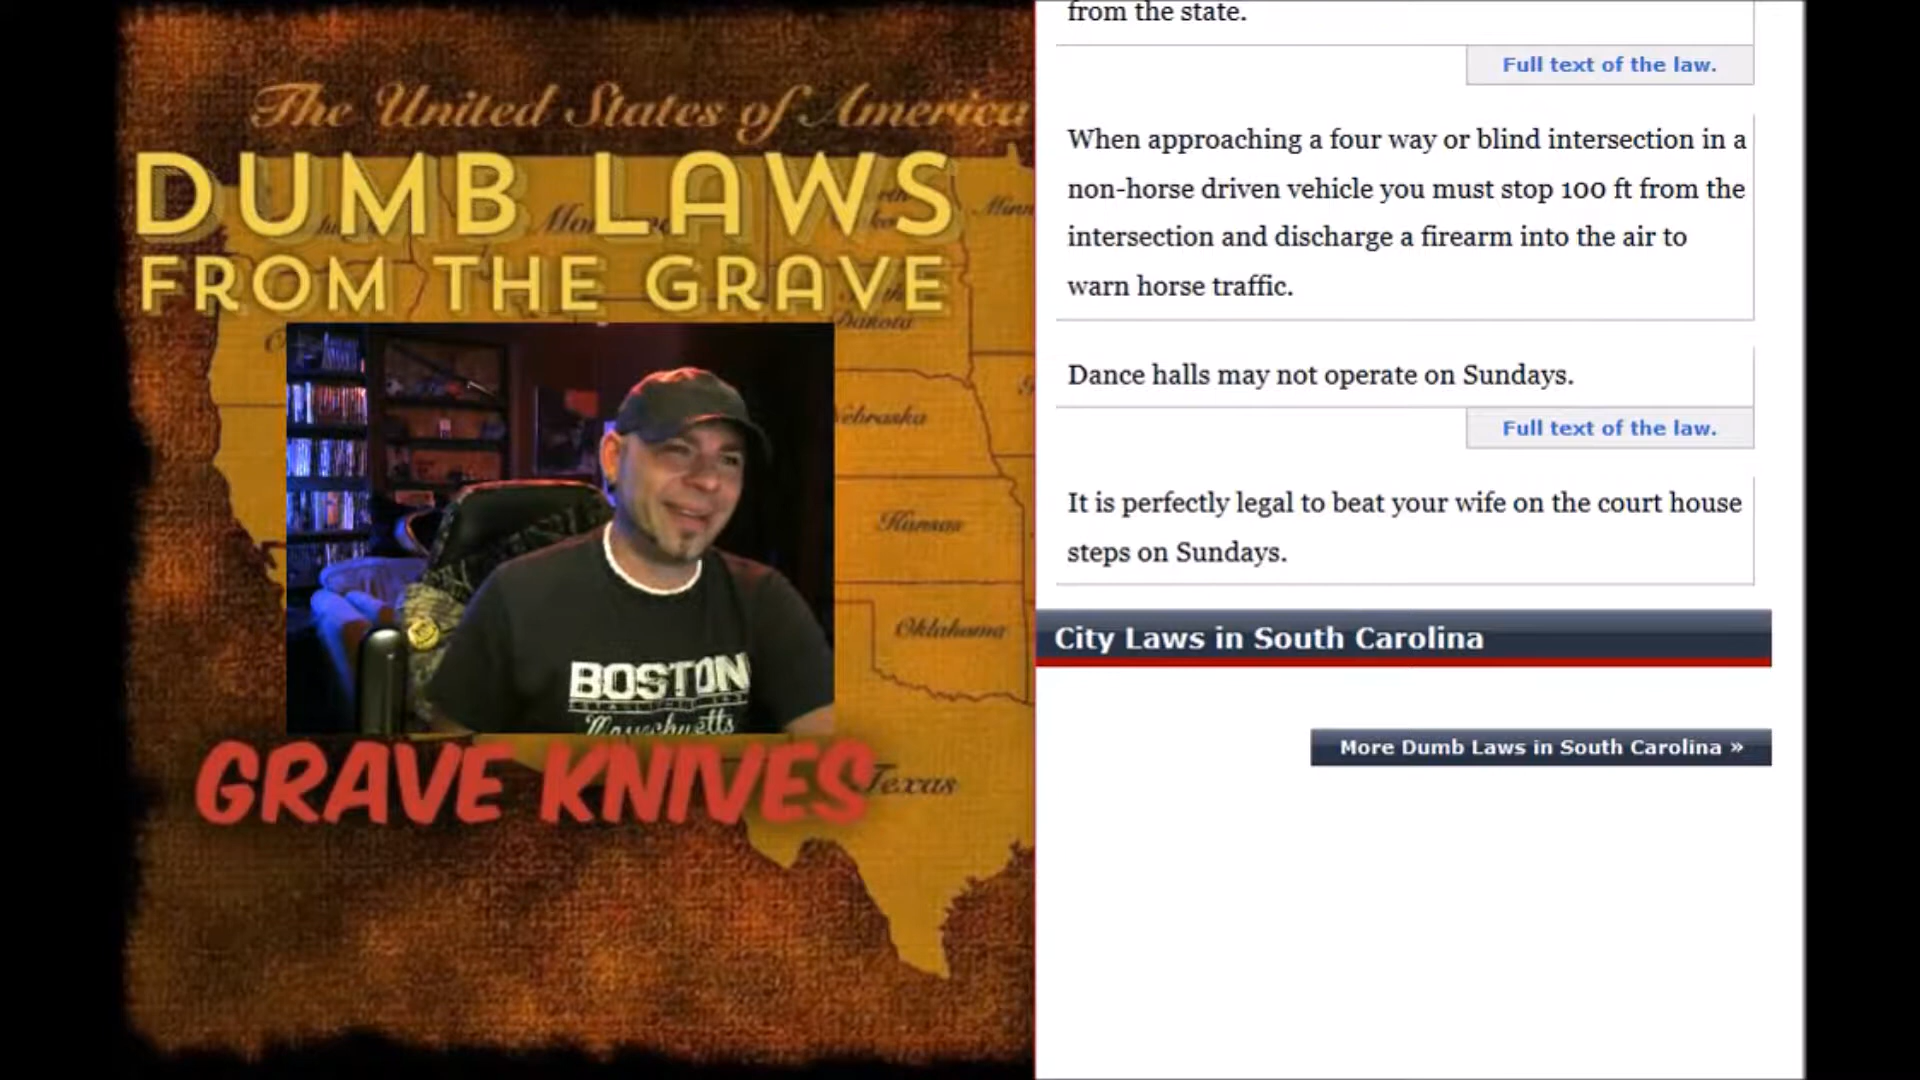 The United States of America
DUMB LAWS
FROM THE GRAVE
Dakota
Nebraska
Kansas
Oklahoma
BOSTON
Massachusetts
GRAVE KNIVES
Texas
from the state.
Full text of the law.
When approaching a four way or blind intersection in a
non-horse driven vehicle you must stop 100 ft from the
intersection and discharge a firearm into the air to
warn horse traffic.
Dance halls may not operate on Sundays.
Full text of the law.
It is perfectly legal to beat your wife on the court house
steps on Sundays.
City Laws in South Carolina
More Dumb Laws in South Carolina »